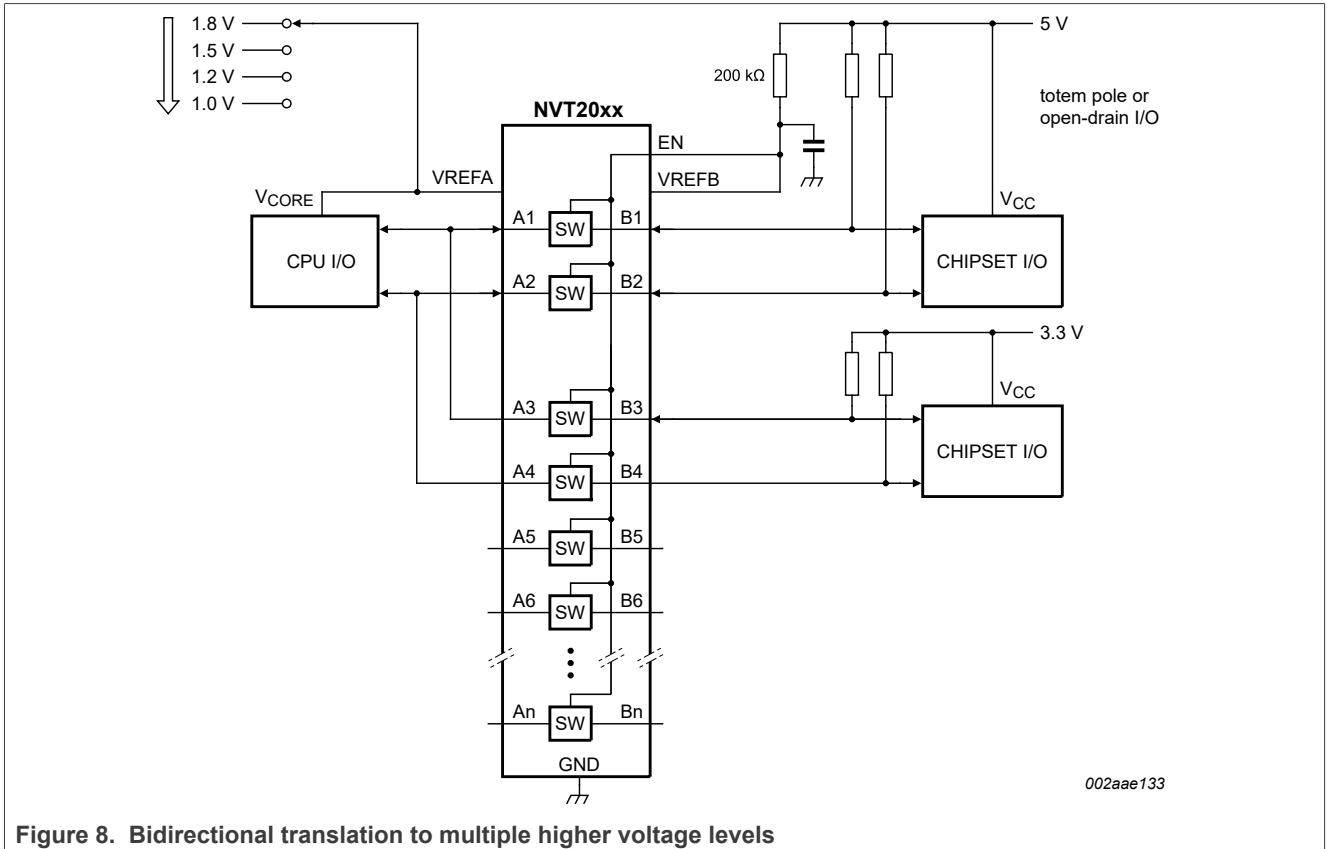 1.8 V
1.5 V
1.2 V
1.0 V
5 V
200 kΩ
totem pole or
open-drain I/O
NVT20xx
EN
VREFA
VREFB
VCORE
VCC
A1
SW
B1
CPU I/O
CHIPSET I/O
A2
SW
B2
3.3 V
VCC
A3
SW
B3
CHIPSET I/O
A4
SW
B4
A5
SW
B5
A6
SW
B6
An
SW
Bn
GND
002aae133
Figure 8. Bidirectional translation to multiple higher voltage levels